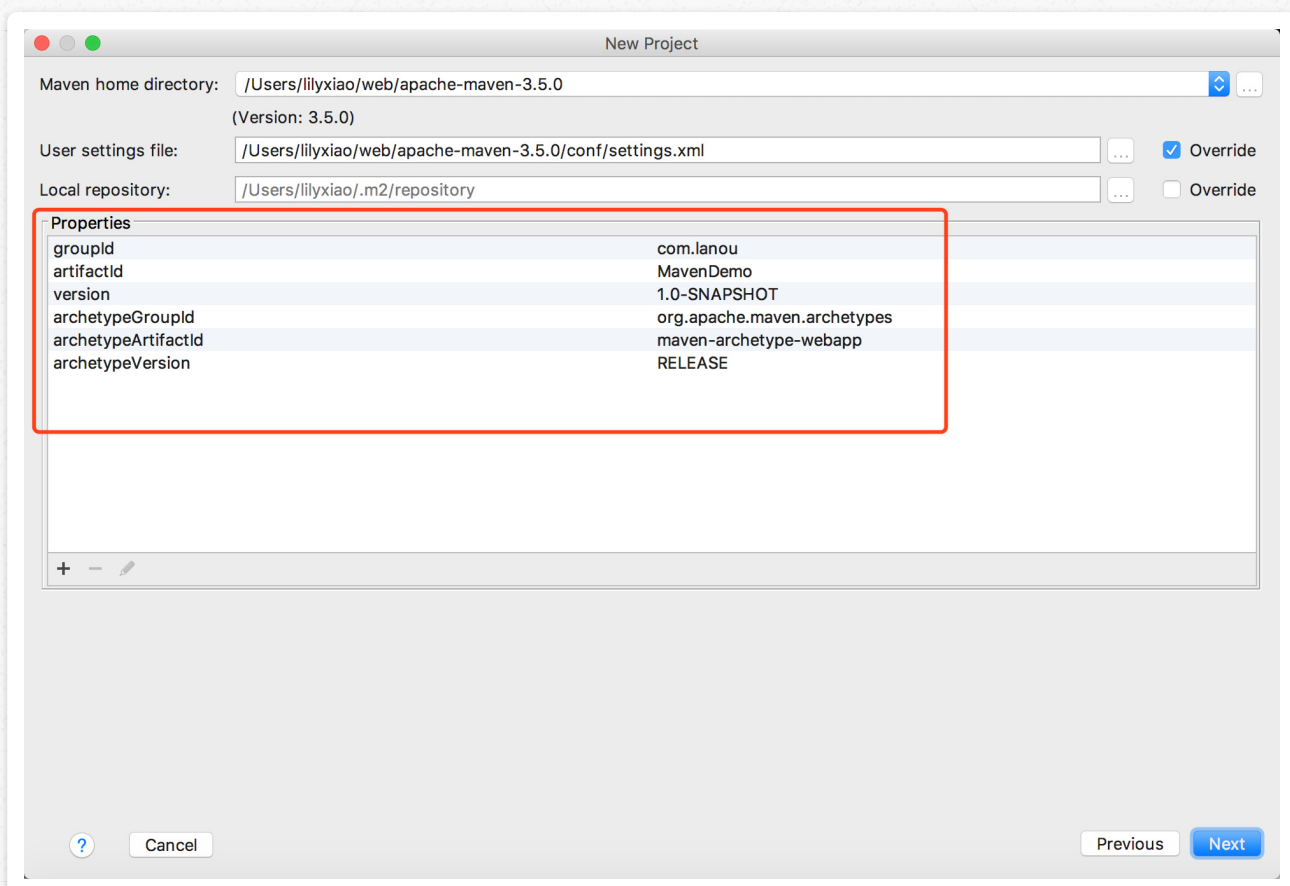 New Project
Maven home directory: /Users/lilyxiao/web/apache-maven-3.5.0 ...
(Version: 3.5.0)
User settings file: /Users/lilyxiao/web/apache-maven-3.5.0/conf/settings.xml ... Override
Local repository: /Users/lilyxiao/.m2/repository ... Override
Properties
groupId com.lanou
artifactId MavenDemo
version 1.0-SNAPSHOT
archetypeGroupId org.apache.maven.archetypes
archetypeArtifactId maven-archetype-webapp
archetypeVersion RELEASE
+ −
? Cancel Previous Next